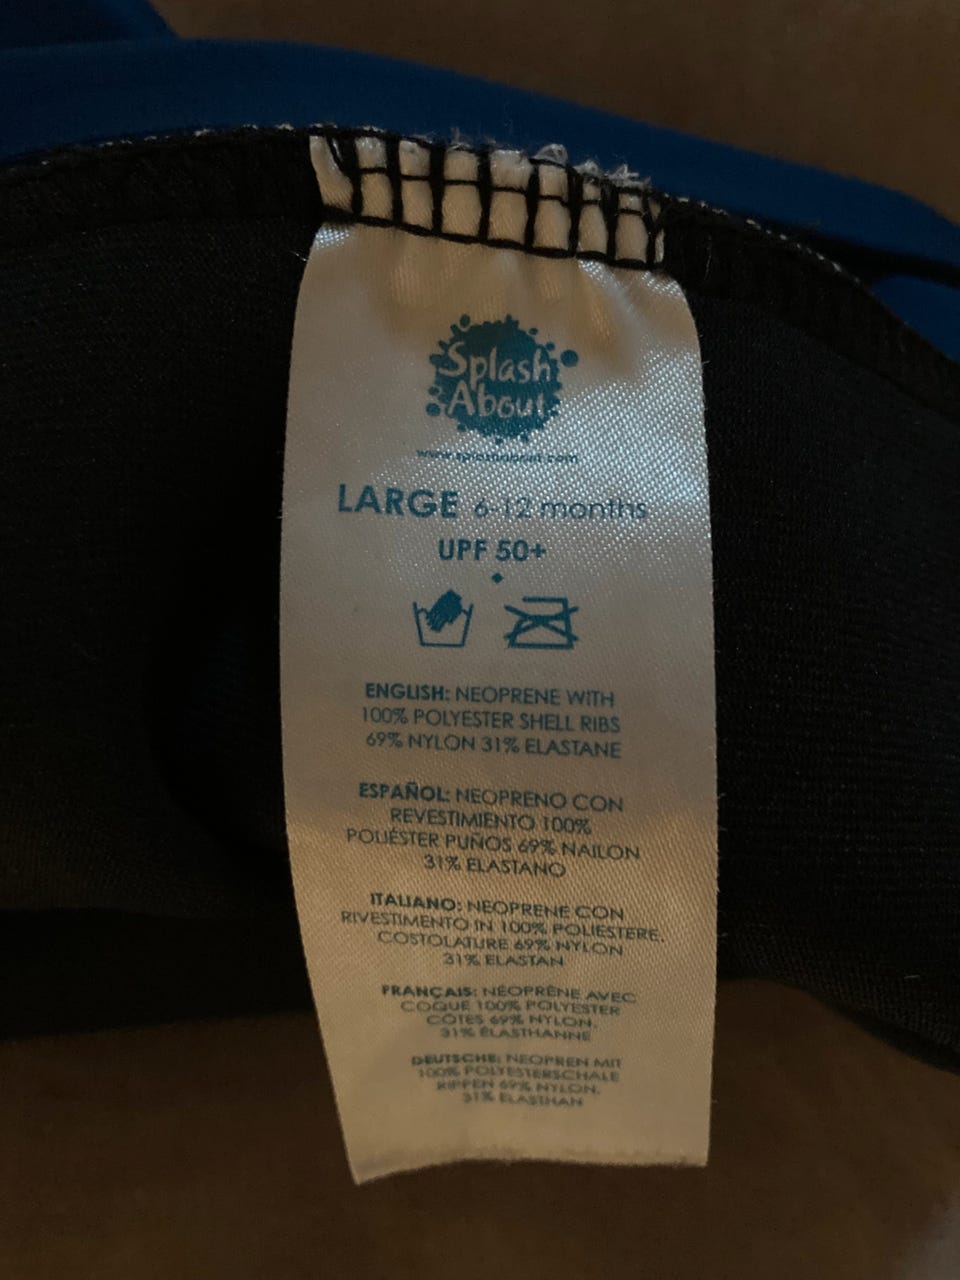 Splash
About
www.splashabout.com
LARGE 6-12 months
UPF 50+
ENGLISH: NEOPRENE WITH
100% POLYESTER SHELL RIBS
69% NYLON 31% ELASTANE
ESPAÑOL: NEOPRENO CON
REVESTIMIENTO 100%
POLIÉSTER PUÑOS 69% NAILON
31% ELASTANO
ITALIANO: NEOPRENE CON
RIVESTIMENTO IN 100% POLIESTERE.
COSTOLATURE 69% NYLON
31% ELASTAN
FRANÇAIS: NÉOPRÈNE AVEC
COQUE 100% POLYESTER
CÔTES 69% NYLON.
31% ÉLASTHANNE
DEUTSCHE: NEOPREN MIT
100% POLYESTERSCHALE
RIPPEN 69% NYLON.
31% ELASTHAN